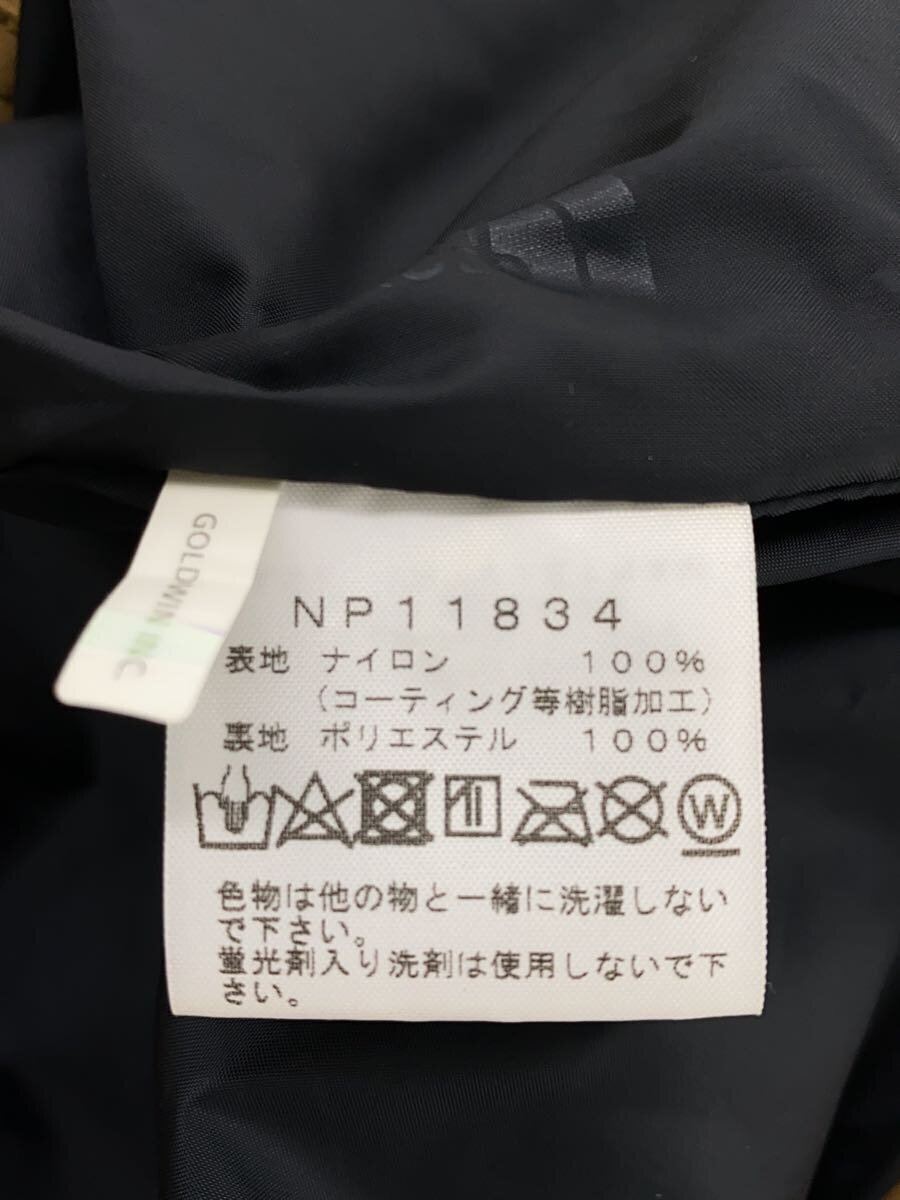 GOLDWIN INC
NP11834
表地 ナイロン 100%
(コーティング等樹脂加工)
裏地 ポリエステル 100%
W
色物は他の物と一緒に洗濯しない
で下さい。
蛍光剤入り洗剤は使用しないで下
さい。